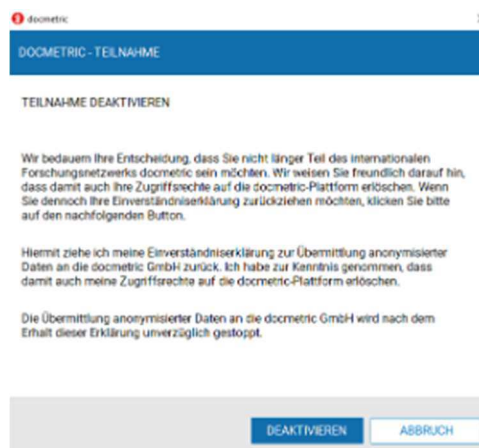 docmetric
DOCMETRIC - TEILNAHME
TEILNAHME DEAKTIVIEREN
Wir bedauern Ihre Entscheidung, dass Sie nicht länger Teil des internationalen
Forschungsnetzwerks docmetric sein möchten. Wir weisen Sie freundlich darauf hin,
dass damit auch Ihre Zugriffsrechte auf die docmetric-Plattform erlöschen. Wenn
Sie dennoch Ihre Einverständniserklärung zurückziehen möchten, klicken Sie bitte
auf den nachfolgenden Button.
Hiermit ziehe ich meine Einverständniserklärung zur Übermittlung anonymisierter
Daten an die docmetric GmbH zurück. Ich habe zur Kenntnis genommen, dass
damit auch meine Zugriffsrechte auf die docmetric-Plattform erlöschen.
Die Übermittlung anonymisierter Daten an die docmetric GmbH wird nach dem
Erhalt dieser Erklärung unverzüglich gestoppt.
DEAKTIVIEREN ABBRUCH